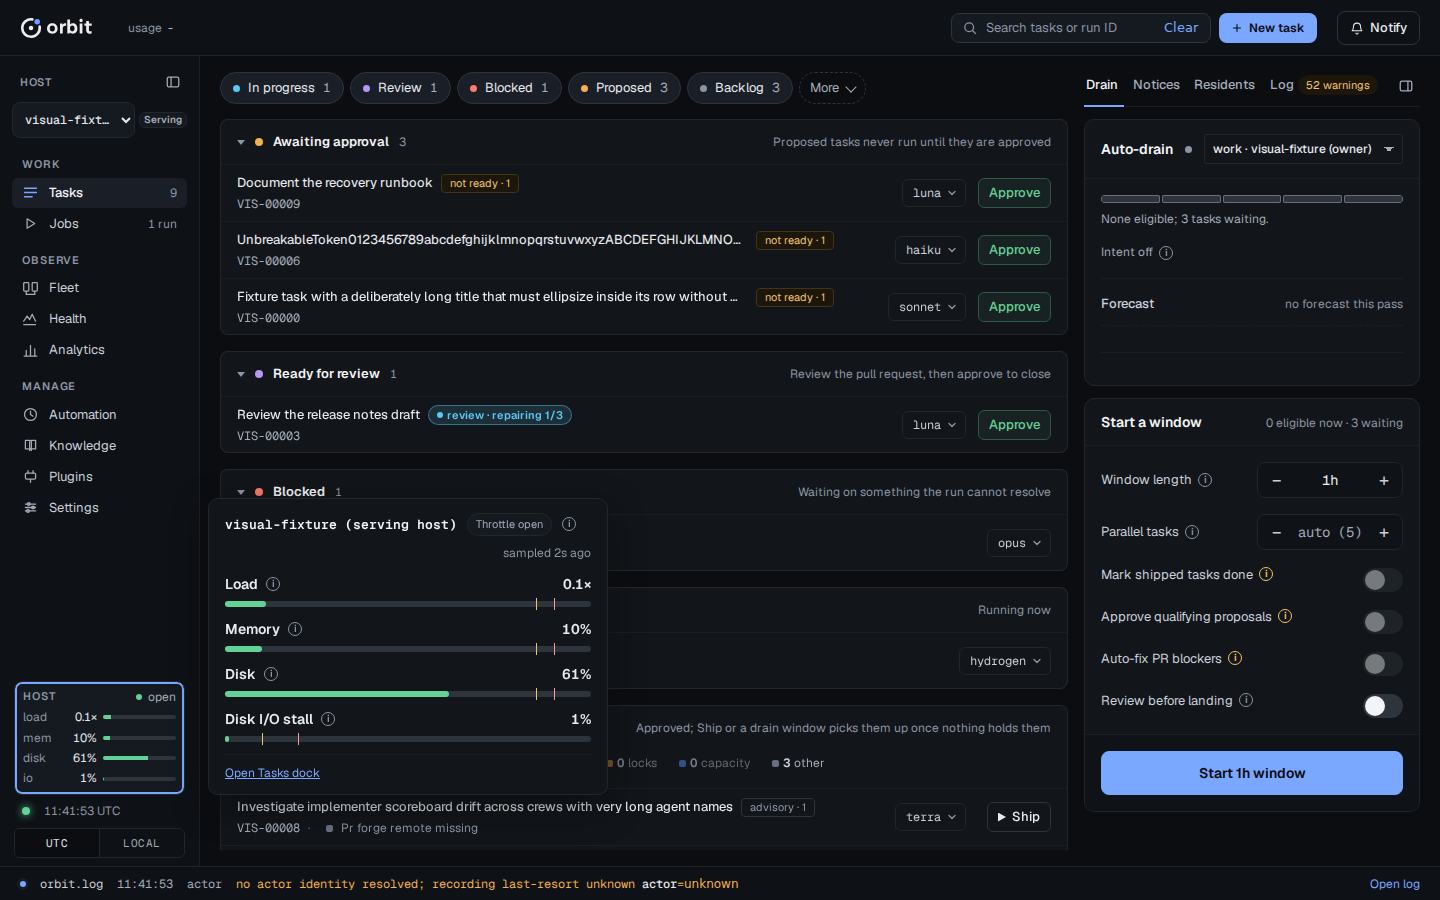 orbit
usage -
Search tasks or run ID
Clear
+ New task
Notify
HOST
visual-fixt…
Serving
WORK
Tasks 9
Jobs 1 run
OBSERVE
Fleet
Health
Analytics
MANAGE
Automation
Knowledge
Plugins
Settings
HOST open
load 0.1×
mem 10%
disk 61%
io 1%
11:41:53 UTC
UTC LOCAL
In progress 1
Review 1
Blocked 1
Proposed 3
Backlog 3
More
Awaiting approval 3
Proposed tasks never run until they are approved
Document the recovery runbook not ready · 1
VIS-00009
luna
Approve
UnbreakableToken0123456789abcdefghijklmnopqrstuvwxyzABCDEFGHIJKLMNO… not ready · 1
VIS-00006
haiku
Approve
Fixture task with a deliberately long title that must ellipsize inside its row without … not ready · 1
VIS-00000
sonnet
Approve
Ready for review 1
Review the pull request, then approve to close
Review the release notes draft review · repairing 1/3
VIS-00003
luna
Approve
Blocked 1
Waiting on something the run cannot resolve
opus
Running now
hydrogen
Approved; Ship or a drain window picks them up once nothing holds them
0 locks 0 capacity 3 other
Investigate implementer scoreboard drift across crews with very long agent names advisory · 1
VIS-00008 · Pr forge remote missing
terra
Ship
visual-fixture (serving host) Throttle open
sampled 2s ago
Load 0.1×
Memory 10%
Disk 61%
Disk I/O stall 1%
Open Tasks dock
Drain Notices Residents Log 52 warnings
Auto-drain work · visual-fixture (owner)
None eligible; 3 tasks waiting.
Intent off
Forecast no forecast this pass
Start a window 0 eligible now · 3 waiting
Window length − 1h +
Parallel tasks − auto (5) +
Mark shipped tasks done
Approve qualifying proposals
Auto-fix PR blockers
Review before landing
Start 1h window
orbit.log 11:41:53 actor no actor identity resolved; recording last-resort unknown actor=unknown
Open log